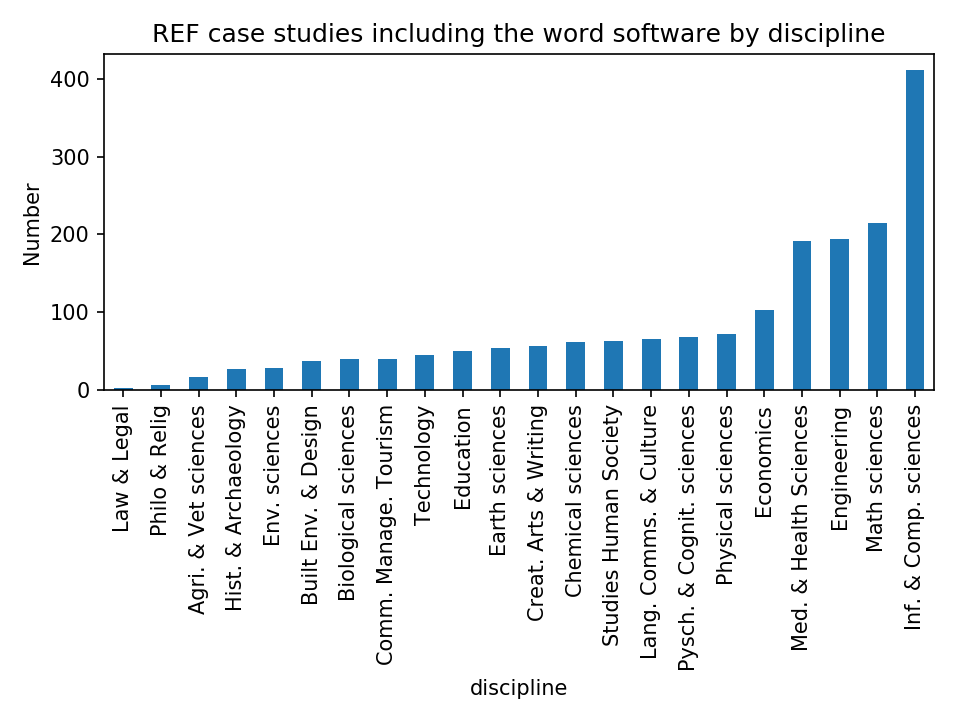 REF case studies including the word software by discipline
Number
400
300
200
100
0
Law & Legal
Philo & Relig
Agri. & Vet sciences
Hist. & Archaeology
Env. sciences
Built Env. & Design
Biological sciences
Comm. Manage. Tourism
Technology
Education
Earth sciences
Creat. Arts & Writing
Chemical sciences
Studies Human Society
Lang. Comms. & Culture
Pysch. & Cognit. sciences
Physical sciences
Economics
Med. & Health Sciences
Engineering
Math sciences
Inf. & Comp. sciences
discipline